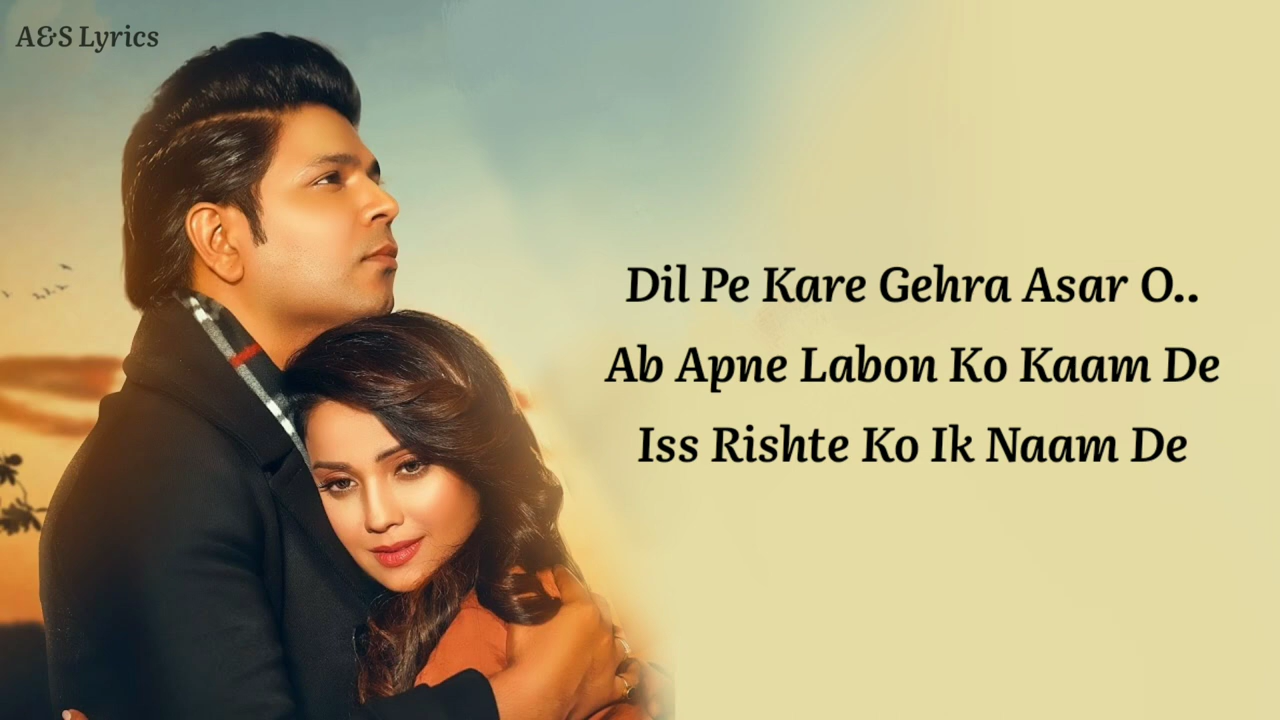 A&S Lyrics
Dil Pe Kare Gehra Asar O..
Ab Apne Labon Ko Kaam De
Iss Rishte Ko Ik Naam De